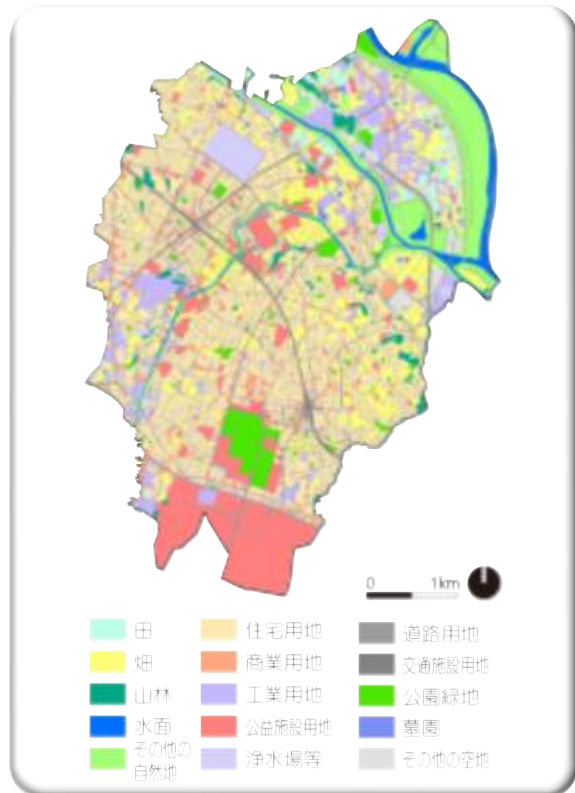 0 1km
田
畑
山林
水面
その他の
自然地
住宅用地
商業用地
工業用地
公益施設用地
浄水場等
道路用地
交通施設用地
公園緑地
墓園
その他の空地